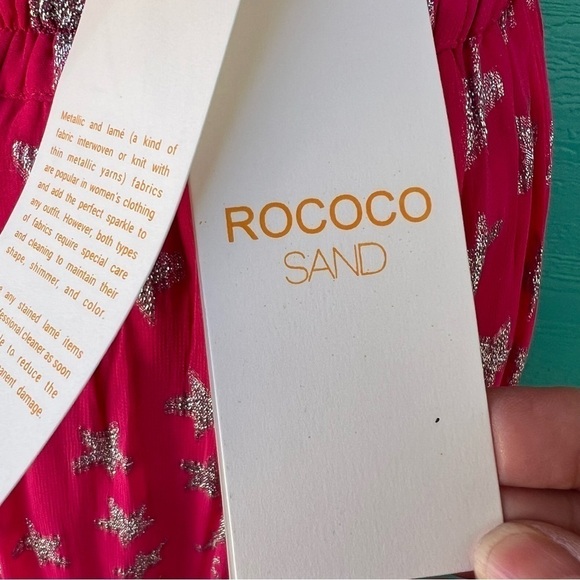 Metallic and lamé (a kind of
fabric interwoven or knit with
thin metallic yarns) fabrics
are popular in women's clothing
and add the perfect sparkle to
any outfit. However, both types
of fabrics require special care
and cleaning to maintain their
shape, shimmer, and color.
any stained lamé items
cleaner as soon
to reduce the
damage.
ROCOCO
SAND